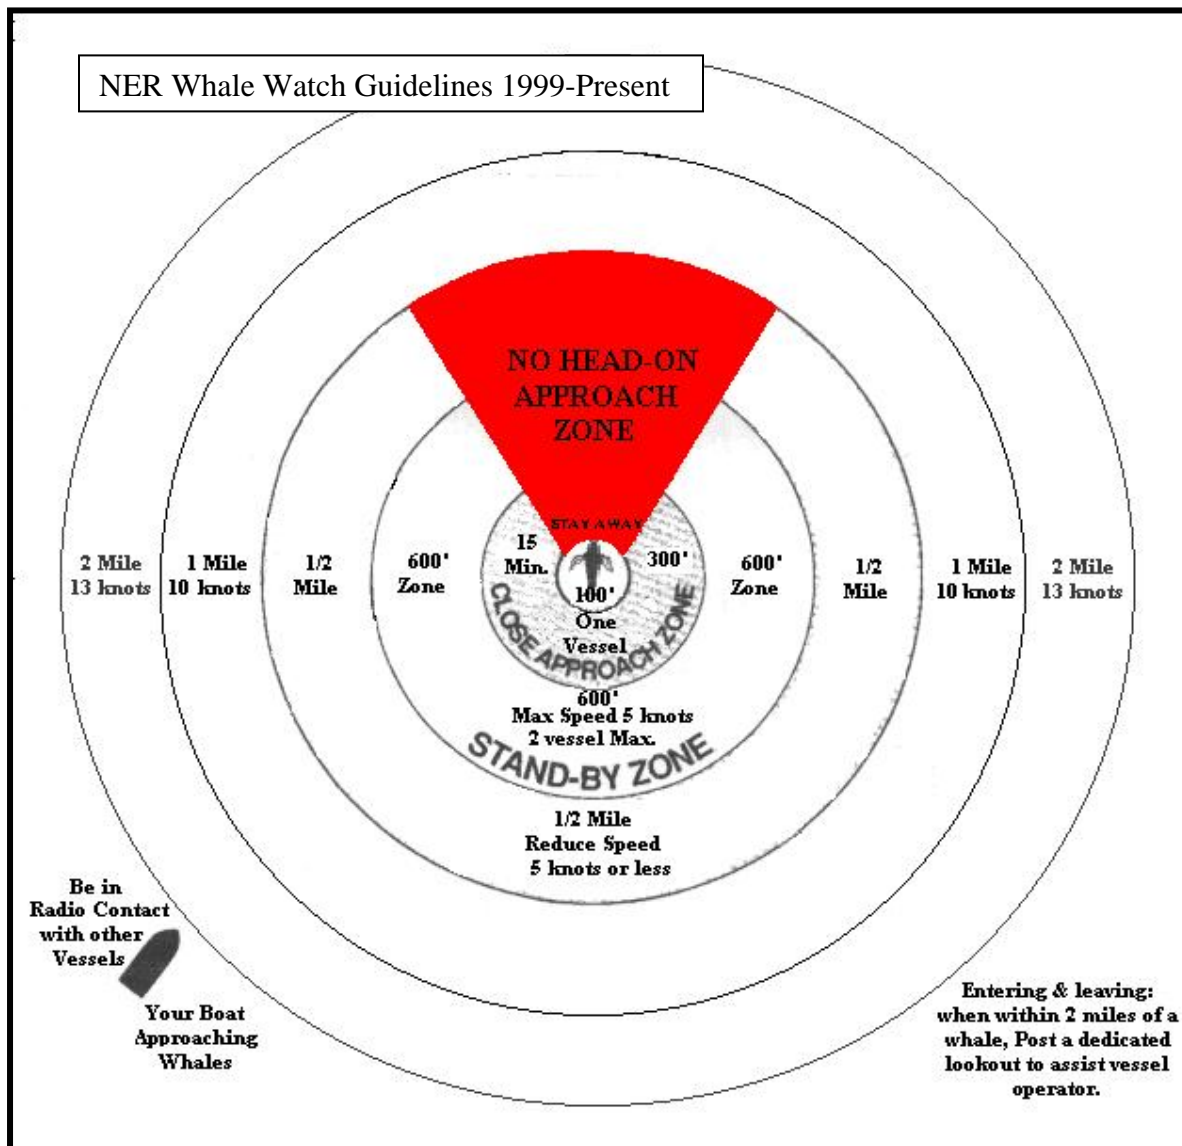 NER Whale Watch Guidelines 1999-Present
NO HEAD-ON
APPROACH
ZONE
STAY AWAY
2 Mile
13 knots
1 Mile
10 knots
1/2
Mile
600'
Zone
15
Min.
300'
600'
Zone
1/2
Mile
1 Mile
10 knots
2 Mile
13 knots
100'
One
Vessel
CLOSE APPROACH ZONE
600'
Max Speed 5 knots
2 vessel Max.
STAND-BY ZONE
1/2 Mile
Reduce Speed
5 knots or less
Be in
Radio Contact
with other
Vessels
Your Boat
Approaching
Whales
Entering & leaving:
when within 2 miles of a
whale, Post a dedicated
lookout to assist vessel
operator.